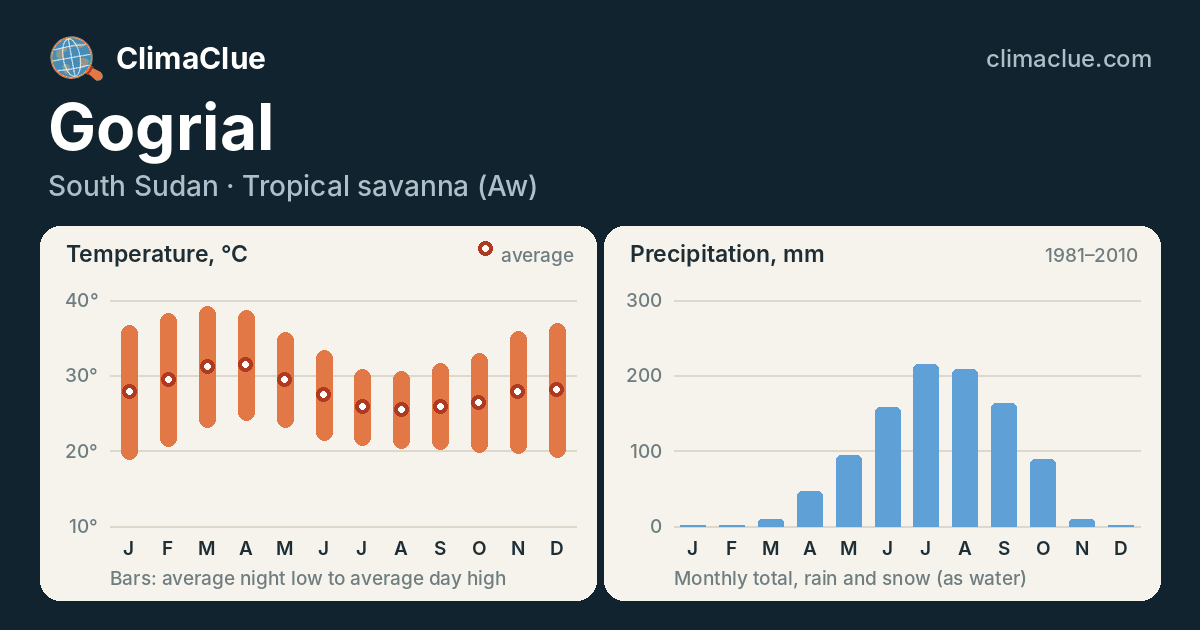 ClimaClue
climaclue.com
Gogrial
South Sudan · Tropical savanna (Aw)
Temperature, °C
average
40°
30°
20°
10°
J F M A M J J A S O N D
Bars: average night low to average day high
Precipitation, mm
1981–2010
300
200
100
0
J F M A M J J A S O N D
Monthly total, rain and snow (as water)